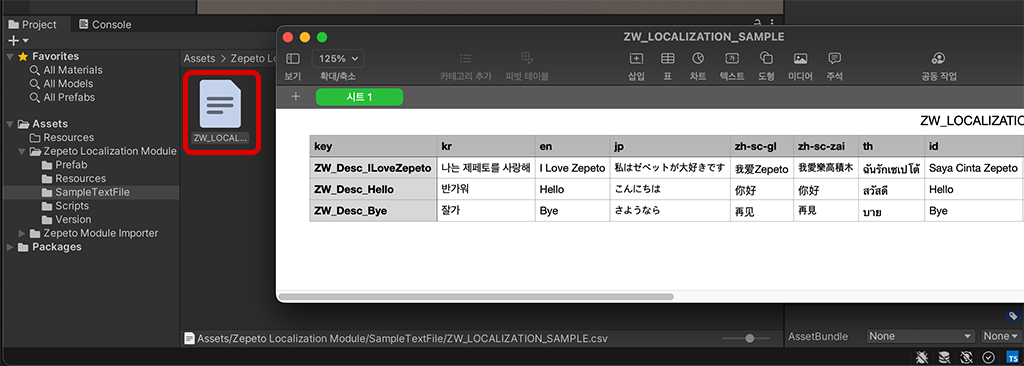 Project
Console
Favorites
All Materials
All Models
All Prefabs
Assets
Resources
Zepeto Localization Module
Prefab
Resources
SampleTextFile
Scripts
Version
Zepeto Module Importer
Packages
Assets > Zepeto Lo
ZW_LOCAL...
ZW_LOCALIZATION_SAMPLE
125%
보기 확대/축소 카테고리 추가 피벗 테이블 삽입 표 차트 텍스트 도형 미디어 주석 공동 작업
시트 1
ZW_LOCALIZATIO
key kr en jp zh-sc-gl zh-sc-zai th id
ZW_Desc_ILoveZepeto 나는 제페토를 사랑해 I Love Zepeto 私はゼペットが大好きです 我爱Zepeto 我愛樂高積木 ฉันรักเซเปโต้ Saya Cinta Zepeto
ZW_Desc_Hello 반가워 Hello こんにちは 你好 你好 สวัสดี Hello
ZW_Desc_Bye 잘가 Bye さようなら 再见 再見 บาย Bye
Assets/Zepeto Localization Module/SampleTextFile/ZW_LOCALIZATION_SAMPLE.csv
AssetBundle None None
TS